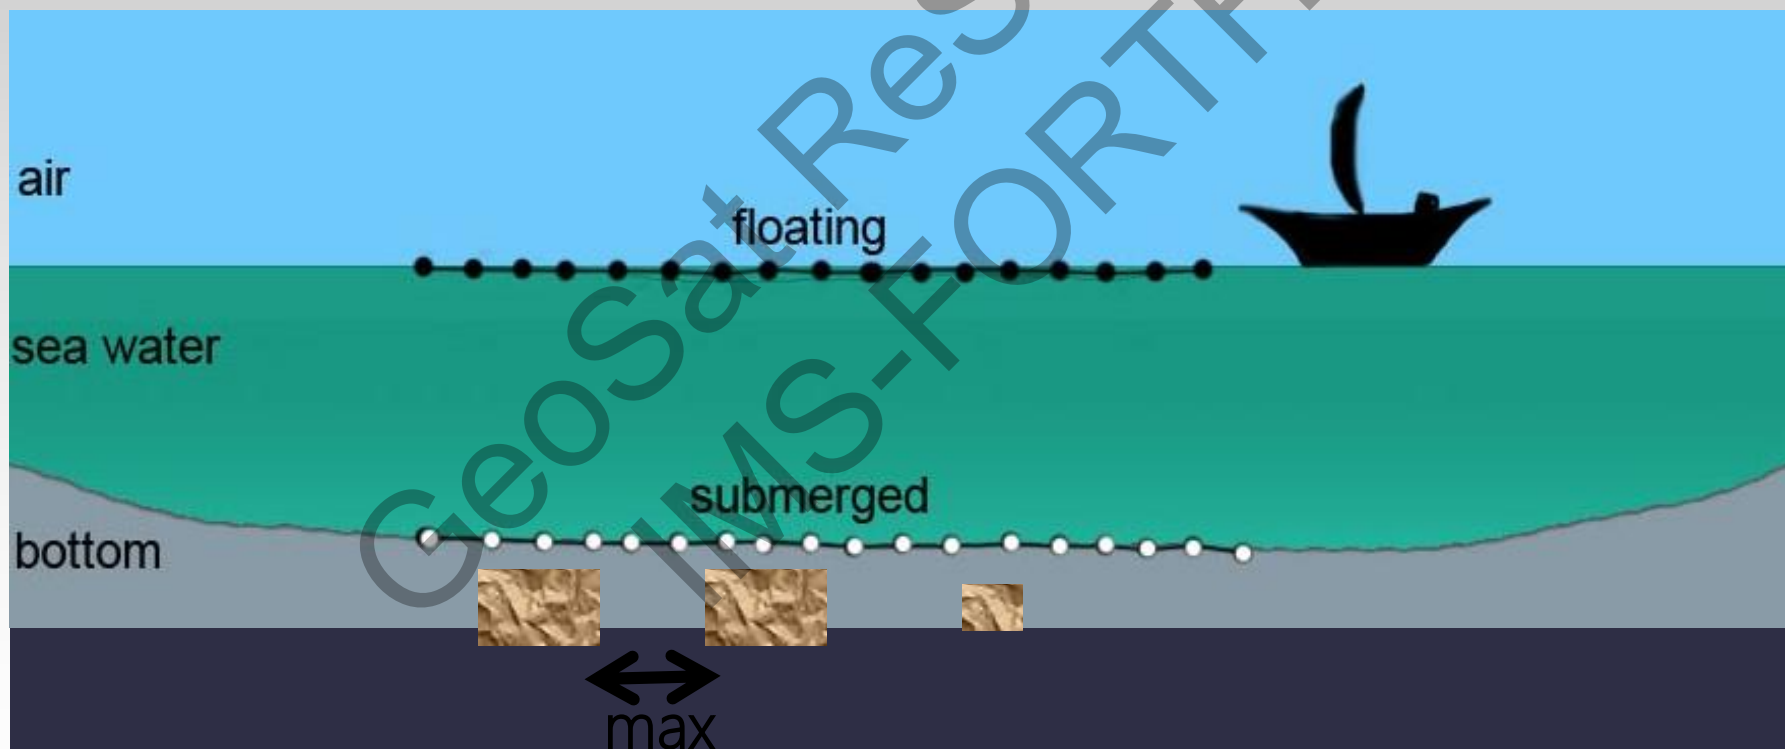 air
floating
sea water
submerged
bottom
max
GeoSat ReS
IMS-FORTH